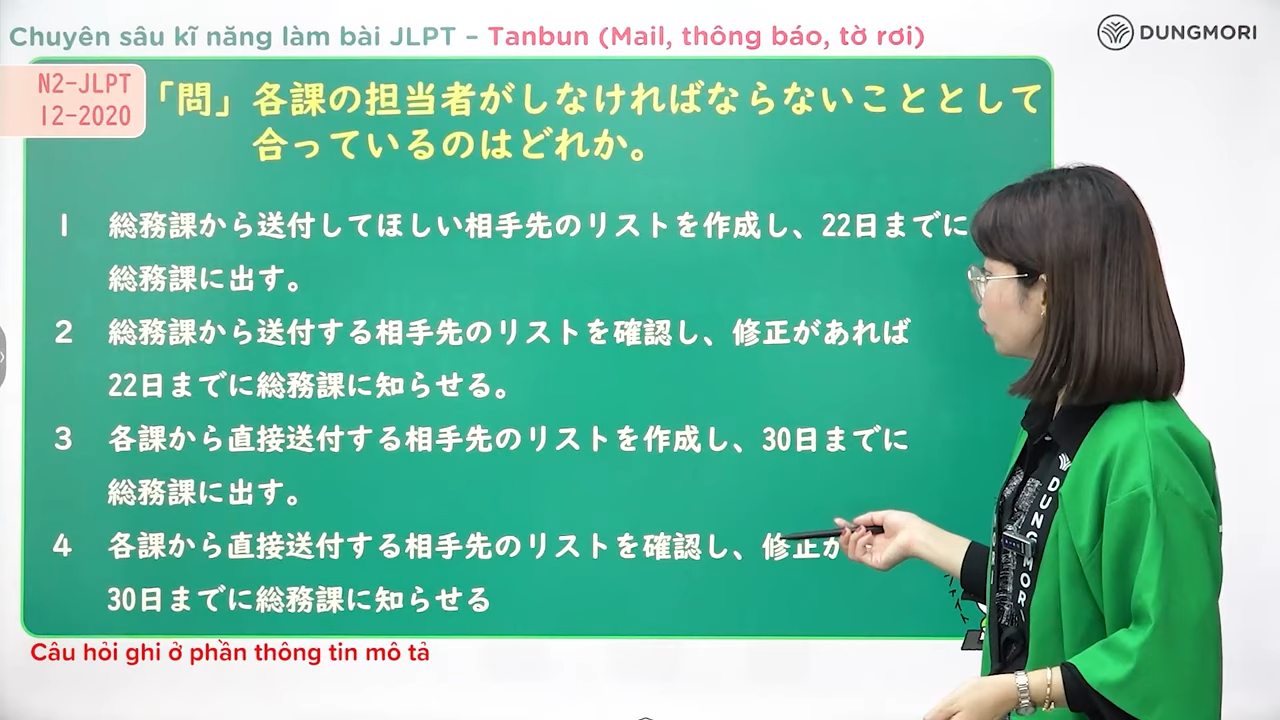 Chuyên sâu kĩ năng làm bài JLPT – Tanbun (Mail, thông báo, tờ rơi)
DUNGMORI
N2-JLPT
12-2020
「問」各課の担当者がしなければならないこととして
合っているのはどれか。
1 総務課から送付してほしい相手先のリストを作成し、22日までに
総務課に出す。
2 総務課から送付する相手先のリストを確認し、修正があれば
22日までに総務課に知らせる。
3 各課から直接送付する相手先のリストを作成し、30日までに
総務課に出す。
4 各課から直接送付する相手先のリストを確認し、修正が
30日までに総務課に知らせる
Câu hỏi ghi ở phần thông tin mô tả
DUNGMORI